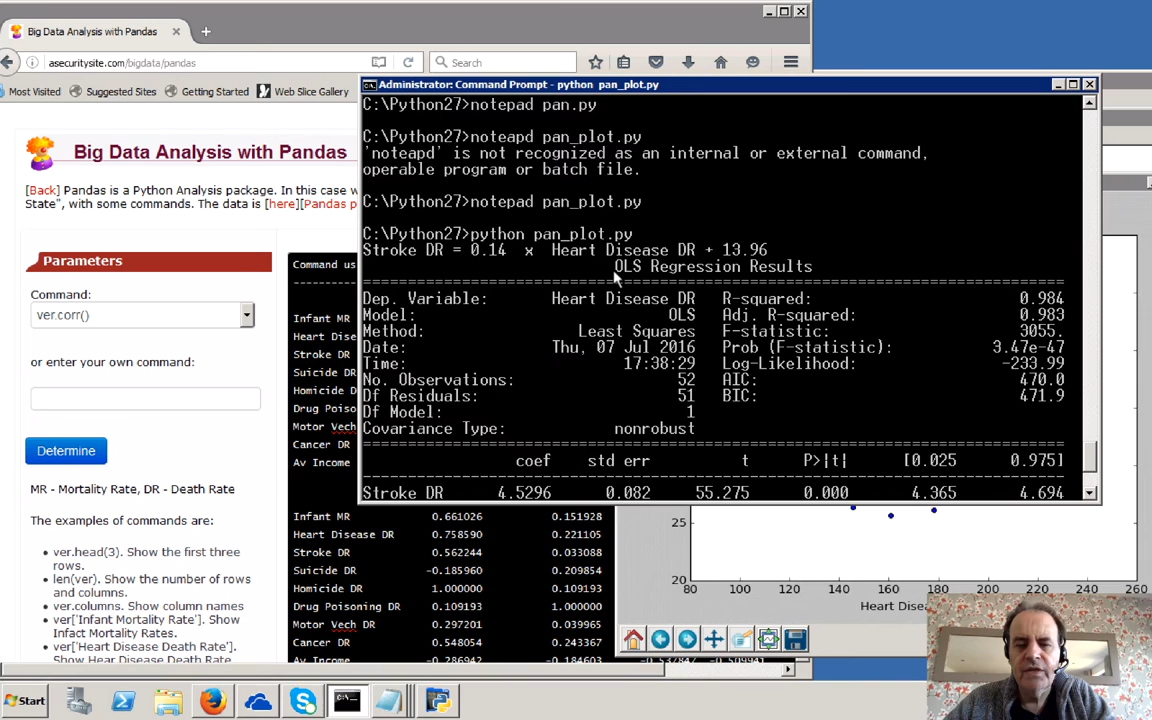 Big Data Analysis with Pandas
asecuritysite.com/bigdata/pandas
Search
Most Visited
Suggested Sites
Getting Started
Web Slice Gallery
Big Data Analysis with Pandas
[Back] Pandas is a Python Analysis package. In this case
State", with some commands. The data is [here][Pandas p
Parameters
Command:
ver.corr()
or enter your own command:
Determine
MR - Mortality Rate, DR - Death Rate
The examples of commands are:
ver.head(3). Show the first three
rows.
len(ver). Show the number of rows
and columns.
ver.columns. Show column names
ver['Infant Mortality Rate']. Show
Infact Mortality Rates.
ver['Heart Disease Death Rate'].
Show Hear Disease Death Rate
Command us
Infant MR
Heart Dise
Stroke DR
Suicide DR
Homicide D
Drug Poiso
Motor Vech
Cancer DR
Av Income
Infant MR 0.661026 0.151928
Heart Disease DR 0.758590 0.221105
Stroke DR 0.562244 0.033088
Suicide DR -0.185960 0.209854
Homicide DR 1.000000 0.109193
Drug Poisoning DR 0.109193 1.000000
Motor Vech DR 0.297201 0.039965
Cancer DR 0.548054 0.243367
Av Income -0.286942 -0.184603 -0.537847 -0.509941
Administrator: Command Prompt - python pan_plot.py
C:\Python27>notepad pan.py
C:\Python27>noteapd pan_plot.py
'noteapd' is not recognized as an internal or external command,
operable program or batch file.
C:\Python27>notepad pan_plot.py
C:\Python27>python pan_plot.py
Stroke DR = 0.14 x Heart Disease DR + 13.96
OLS Regression Results
Dep. Variable: Heart Disease DR R-squared: 0.984
Model: OLS Adj. R-squared: 0.983
Method: Least Squares F-statistic: 3055.
Date: Thu, 07 Jul 2016 Prob (F-statistic): 3.47e-47
Time: 17:38:29 Log-Likelihood: -233.99
No. Observations: 52 AIC: 470.0
Df Residuals: 51 BIC: 471.9
Df Model: 1
Covariance Type: nonrobust
coef std err t P>|t| [0.025 0.975]
Stroke DR 4.5296 0.082 55.275 0.000 4.365 4.694
25
20
80 100 120 140 160 180 200 220 240 260
Heart Disea
Start